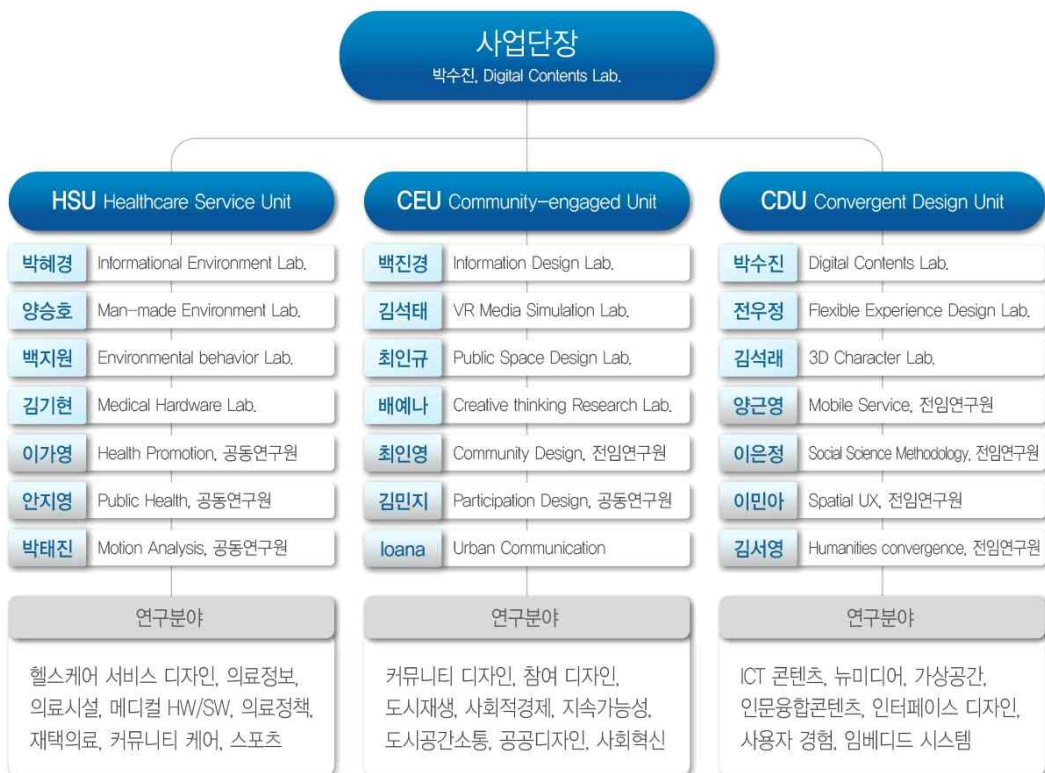 사업단장
박수진, Digital Contents Lab.
HSU Healthcare Service Unit
박혜경 Informational Environment Lab.
양승호 Man-made Environment Lab.
백지원 Environmental behavior Lab.
김기현 Medical Hardware Lab.
이가영 Health Promotion, 공동연구원
안지영 Public Health, 공동연구원
박태진 Motion Analysis, 공동연구원
연구분야
헬스케어 서비스 디자인, 의료정보,
의료시설, 메디컬 HW/SW, 의료정책,
재택의료, 커뮤니티 케어, 스포츠
CEU Community-engaged Unit
백진경 Information Design Lab.
김석태 VR Media Simulation Lab.
최인규 Public Space Design Lab.
배예나 Creative thinking Research Lab.
최인영 Community Design, 전임연구원
김민지 Participation Design, 공동연구원
Ioana Urban Communication
연구분야
커뮤니티 디자인, 참여 디자인,
도시재생, 사회적경제, 지속가능성,
도시공간소통, 공공디자인, 사회혁신
CDU Convergent Design Unit
박수진 Digital Contents Lab.
전우정 Flexible Experience Design Lab.
김석래 3D Character Lab.
양근영 Mobile Service, 전임연구원
이은정 Social Science Methodology, 전임연구원
이민아 Spatial UX, 전임연구원
김서영 Humanities convergence, 전임연구원
연구분야
ICT 콘텐츠, 뉴미디어, 가상공간,
인문융합콘텐츠, 인터페이스 디자인,
사용자 경험, 임베디드 시스템